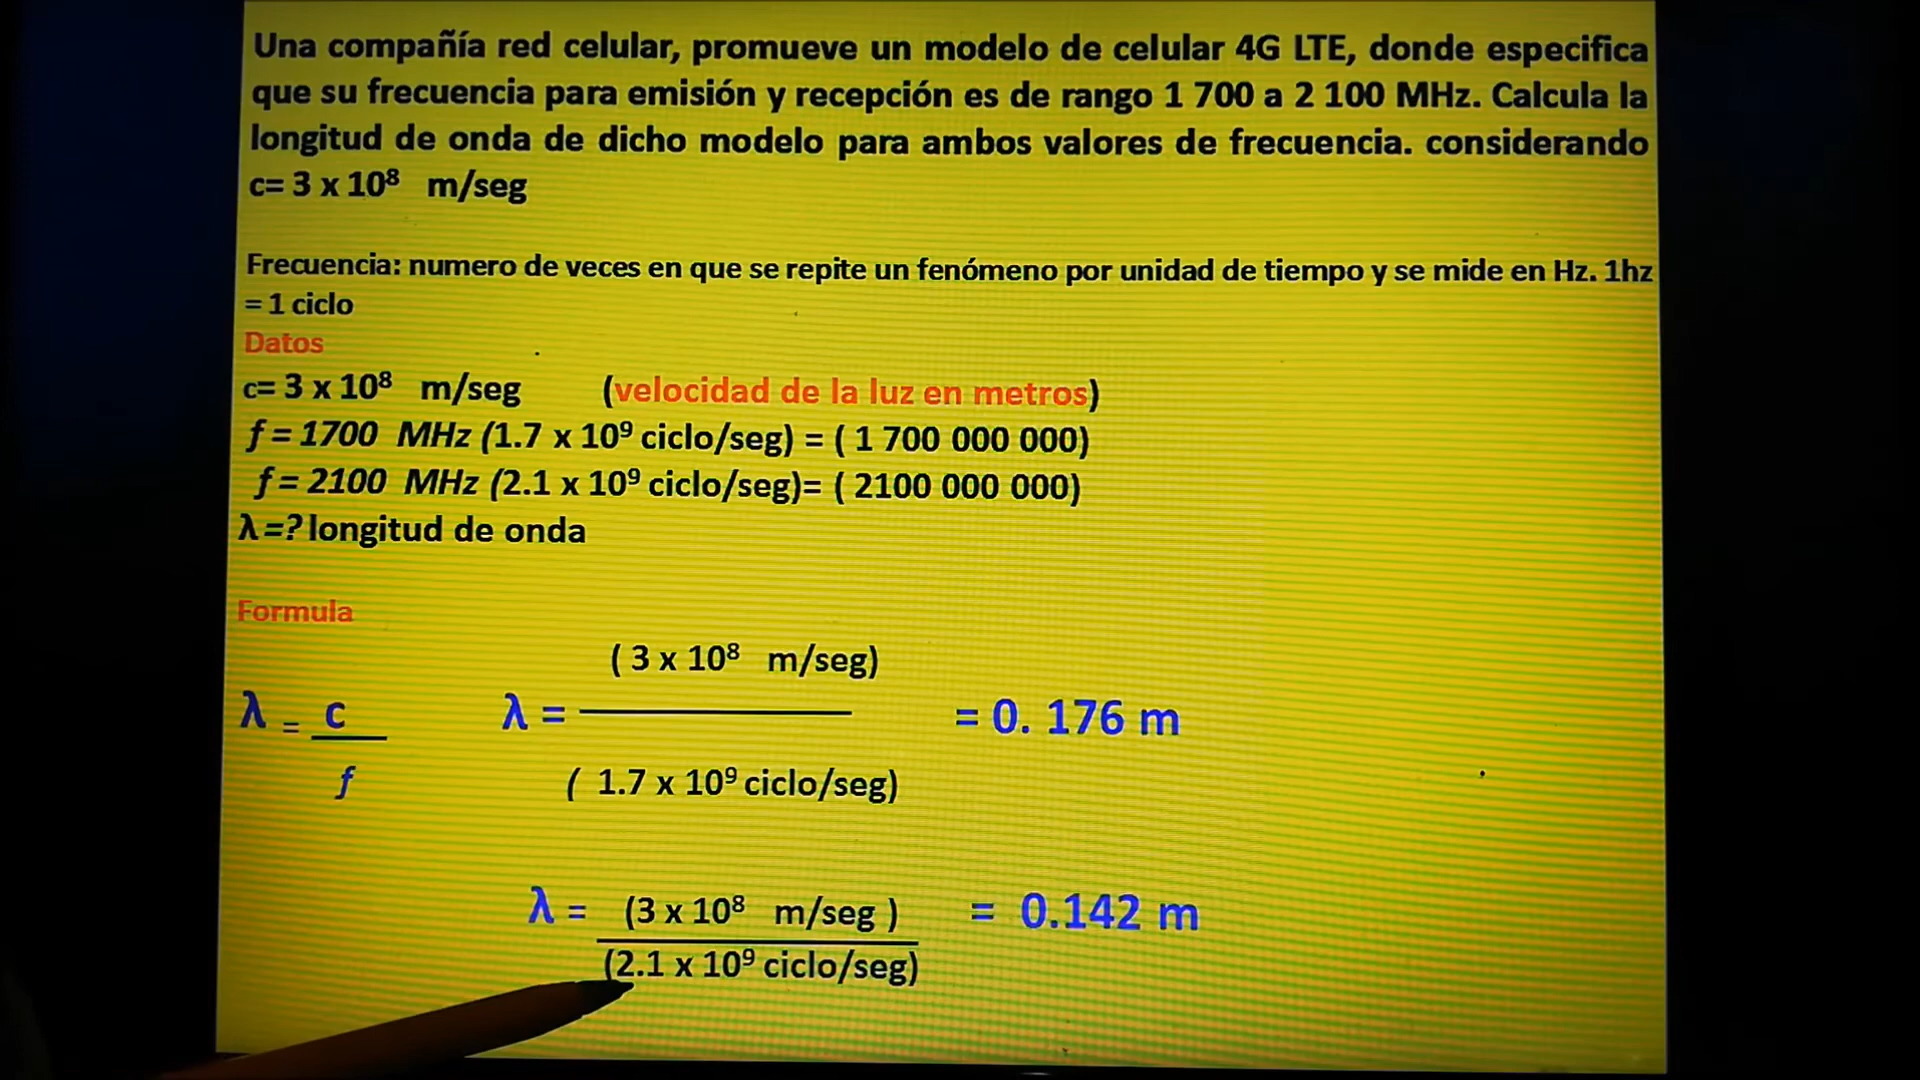 Una compañía red celular, promueve un modelo de celular 4G LTE, donde especifica
que su frecuencia para emisión y recepción es de rango 1 700 a 2 100 MHz. Calcula la
longitud de onda de dicho modelo para ambos valores de frecuencia. considerando
c= 3 x 10⁸ m/seg
Frecuencia: numero de veces en que se repite un fenómeno por unidad de tiempo y se mide en Hz. 1hz
= 1 ciclo
Datos
c= 3 x 10⁸ m/seg (velocidad de la luz en metros)
f = 1700 MHz (1.7 x 10⁹ ciclo/seg) = ( 1 700 000 000)
f = 2100 MHz (2.1 x 10⁹ ciclo/seg)= ( 2100 000 000)
λ =? longitud de onda
Formula
( 3 x 10⁸ m/seg)
λ = c λ = = 0. 176 m
f ( 1.7 x 10⁹ ciclo/seg)
λ = (3 x 10⁸ m/seg ) = 0.142 m
(2.1 x 10⁹ ciclo/seg)